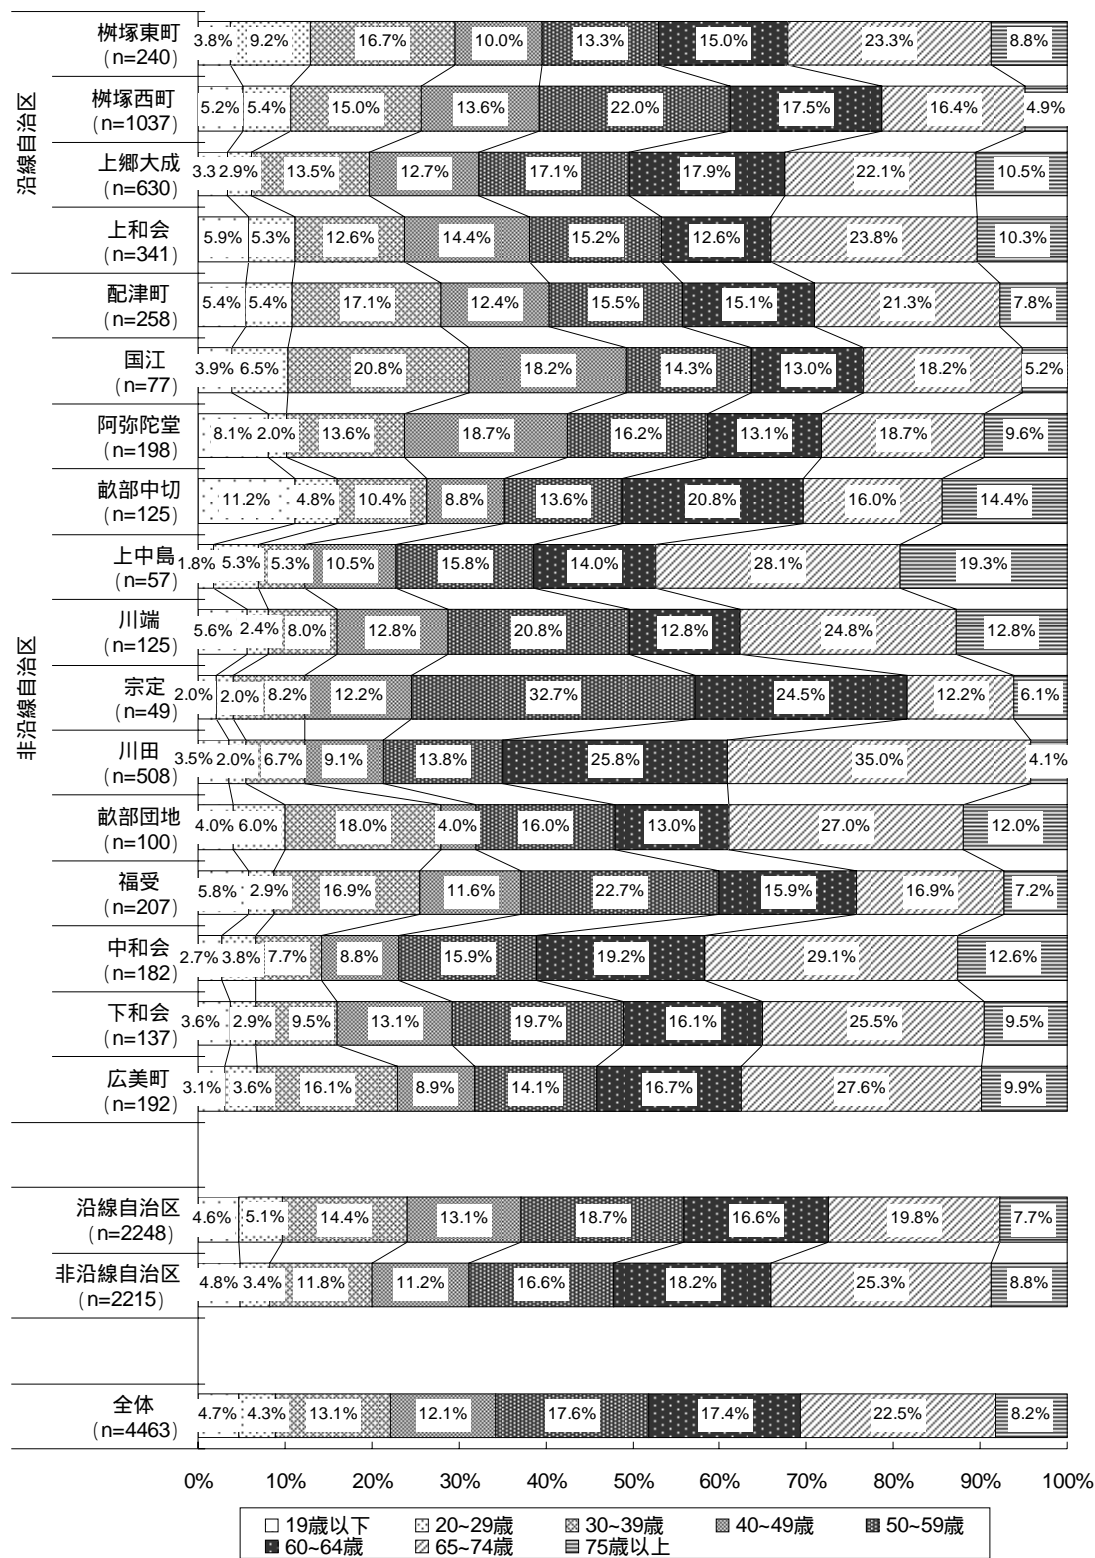 沿線自治区
桝塚東町
(n=240)
3.8% 9.2% 16.7% 10.0% 13.3% 15.0% 23.3% 8.8%
桝塚西町
(n=1037)
5.2% 5.4% 15.0% 13.6% 22.0% 17.5% 16.4% 4.9%
上郷大成
(n=630)
3.3 2.9% 13.5% 12.7% 17.1% 17.9% 22.1% 10.5%
上和会
(n=341)
5.9% 5.3% 12.6% 14.4% 15.2% 12.6% 23.8% 10.3%
非沿線自治区
配津町
(n=258)
5.4% 5.4% 17.1% 12.4% 15.5% 15.1% 21.3% 7.8%
国江
(n=77)
3.9% 6.5% 20.8% 18.2% 14.3% 13.0% 18.2% 5.2%
阿弥陀堂
(n=198)
8.1% 2.0% 13.6% 18.7% 16.2% 13.1% 18.7% 9.6%
畝部中切
(n=125)
11.2% 4.8% 10.4% 8.8% 13.6% 20.8% 16.0% 14.4%
上中島
(n=57)
1.8% 5.3% 5.3% 10.5% 15.8% 14.0% 28.1% 19.3%
川端
(n=125)
5.6% 2.4% 8.0% 12.8% 20.8% 12.8% 24.8% 12.8%
宗定
(n=49)
2.0% 2.0% 8.2% 12.2% 32.7% 24.5% 12.2% 6.1%
川田
(n=508)
3.5% 2.0% 6.7% 9.1% 13.8% 25.8% 35.0% 4.1%
畝部団地
(n=100)
4.0% 6.0% 18.0% 4.0% 16.0% 13.0% 27.0% 12.0%
福受
(n=207)
5.8% 2.9% 16.9% 11.6% 22.7% 15.9% 16.9% 7.2%
中和会
(n=182)
2.7% 3.8% 7.7% 8.8% 15.9% 19.2% 29.1% 12.6%
下和会
(n=137)
3.6% 2.9% 9.5% 13.1% 19.7% 16.1% 25.5% 9.5%
広美町
(n=192)
3.1% 3.6% 16.1% 8.9% 14.1% 16.7% 27.6% 9.9%
沿線自治区
(n=2248)
4.6% 5.1% 14.4% 13.1% 18.7% 16.6% 19.8% 7.7%
非沿線自治区
(n=2215)
4.8% 3.4% 11.8% 11.2% 16.6% 18.2% 25.3% 8.8%
全体
(n=4463)
4.7% 4.3% 13.1% 12.1% 17.6% 17.4% 22.5% 8.2%
0% 10% 20% 30% 40% 50% 60% 70% 80% 90% 100%
19歳以下 20~29歳 30~39歳 40~49歳 50~59歳
60~64歳 65~74歳 75歳以上